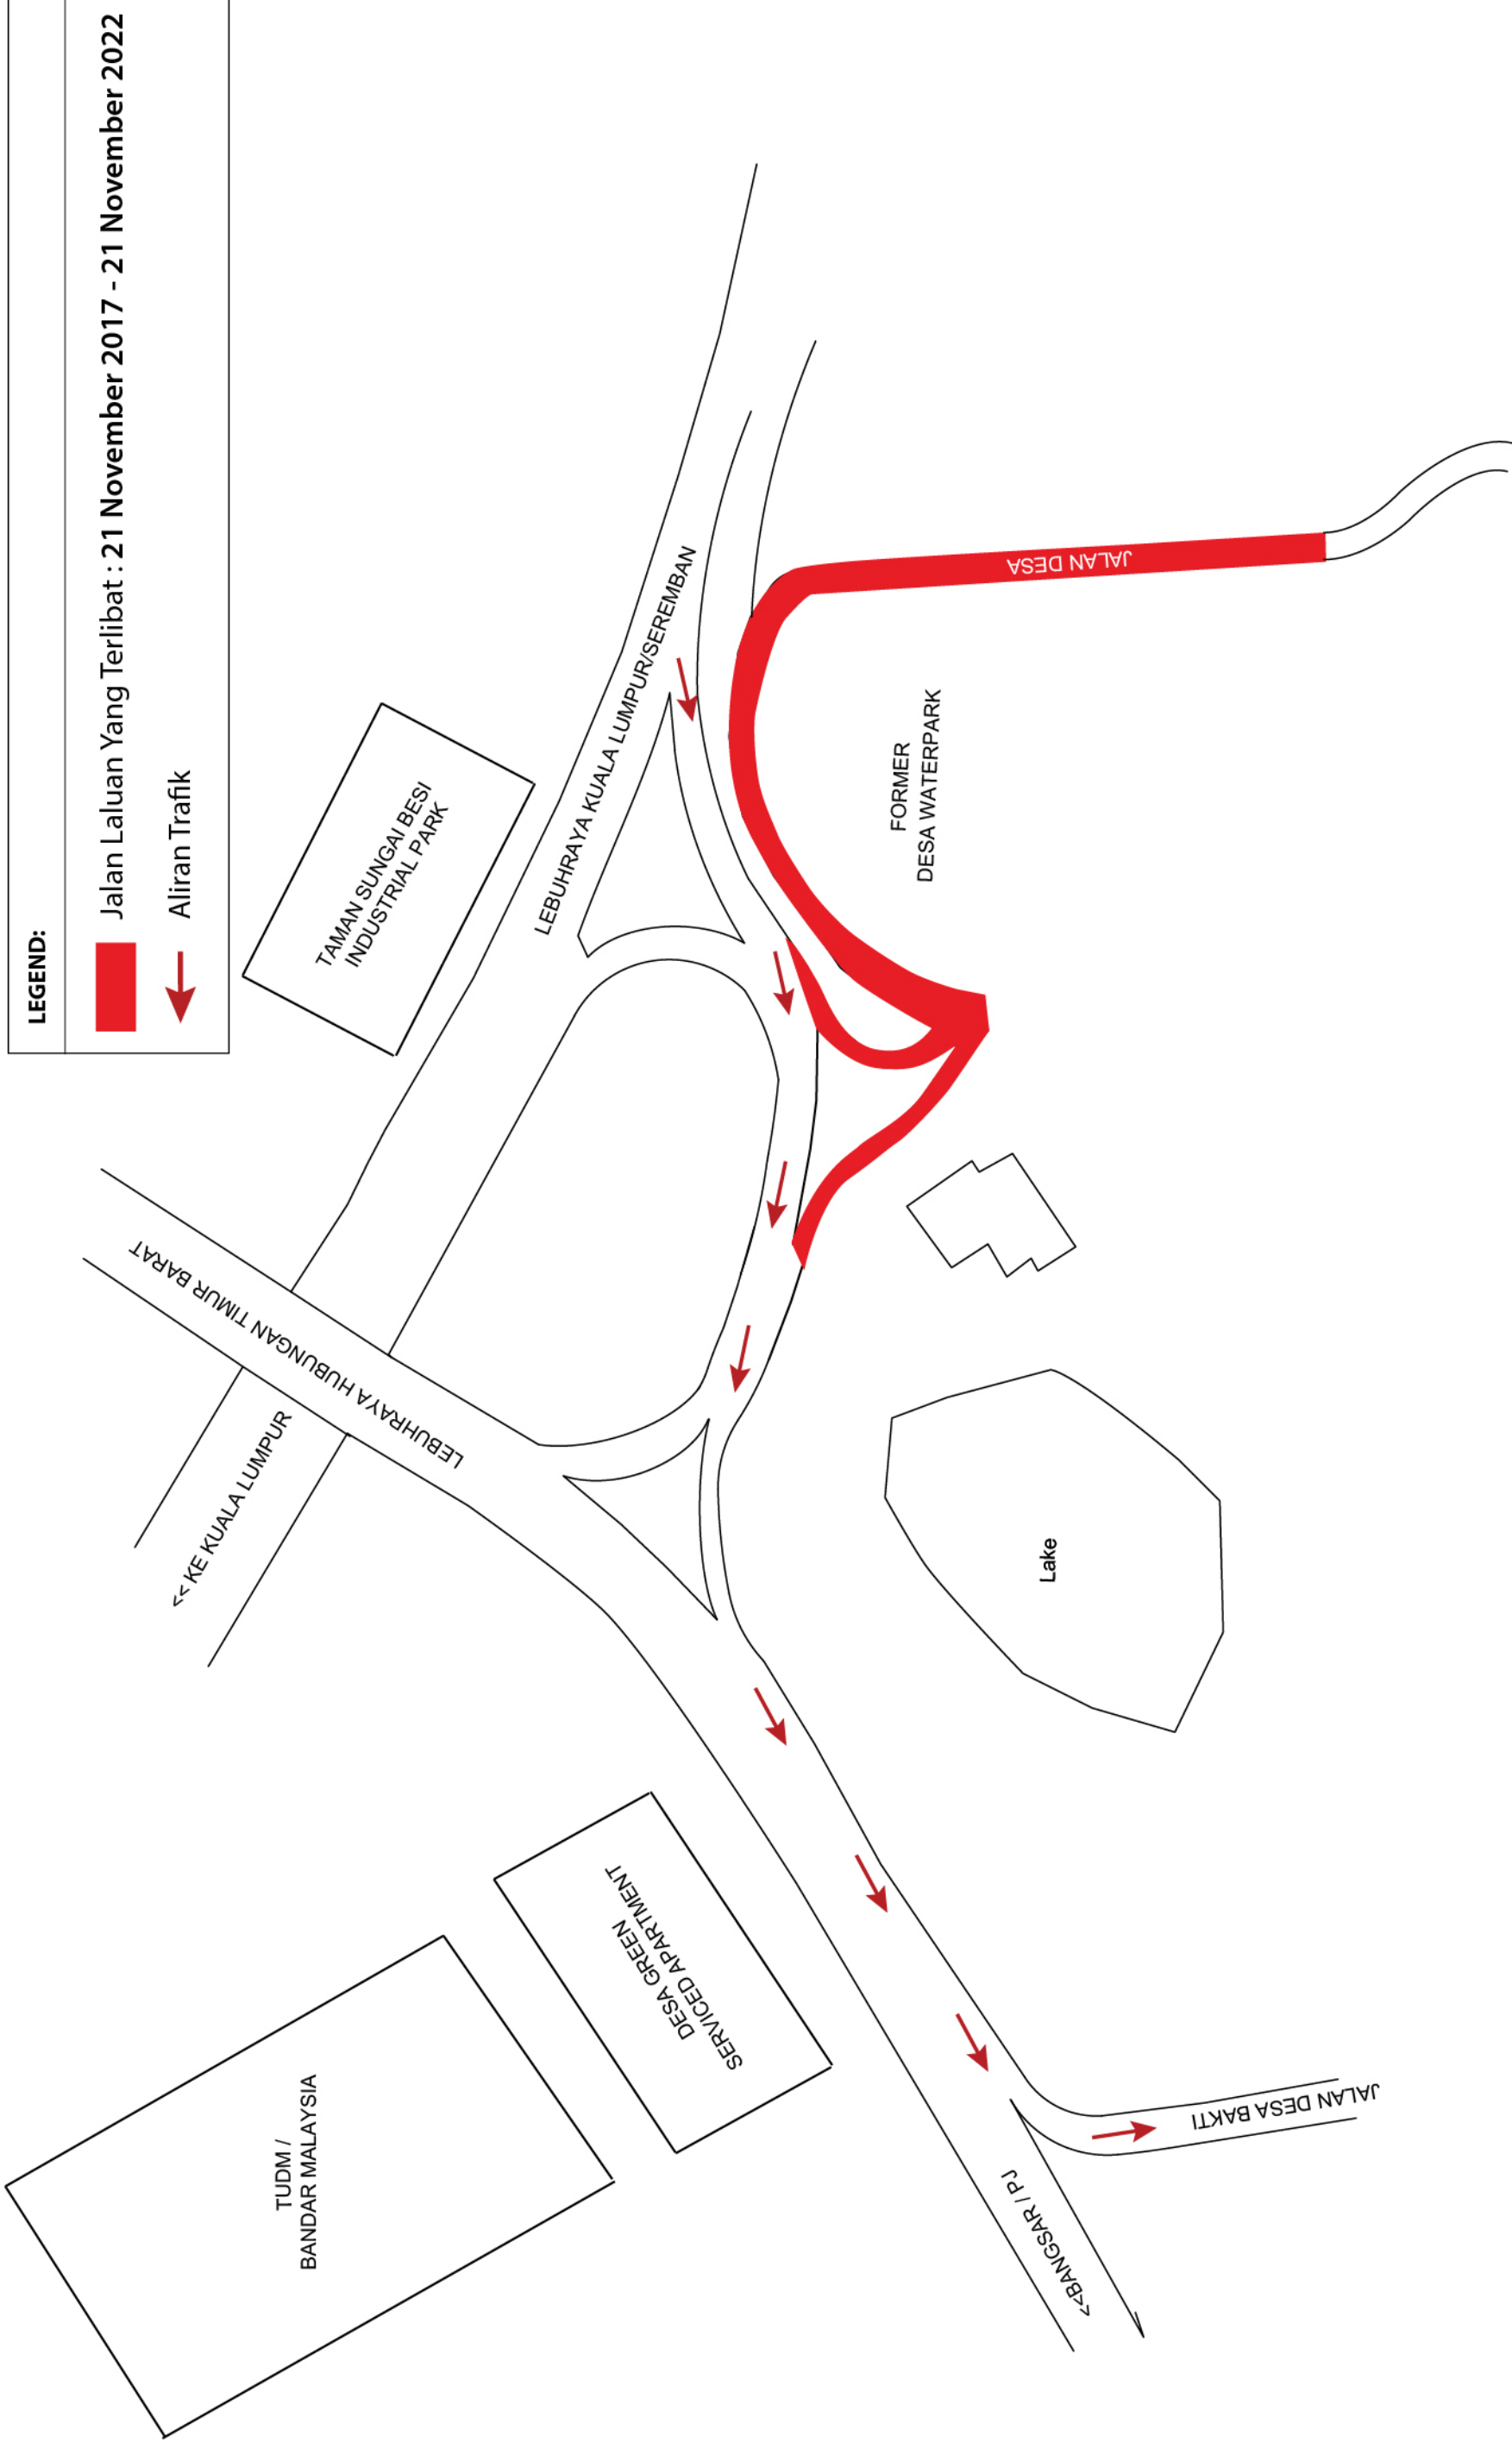 LEGEND:
Jalan Laluan Yang Terlibat : 21 November 2017 - 21 November 2022
Aliran Trafik
TUDM /
BANDAR MALAYSIA
<< KE KUALA LUMPUR
LEBUHRAYA HUBUNGAN TIMUR BARAT
TAMAN SUNGAI BESI
INDUSTRIAL PARK
LEBUHRAYA KUALA LUMPUR/SEREMBAN
DESA GREEN
SERVICED APARTMENT
FORMER
DESA WATERPARK
JALAN DESA
Lake
<<BANGSAR / PJ
JALAN DESA BAKTI